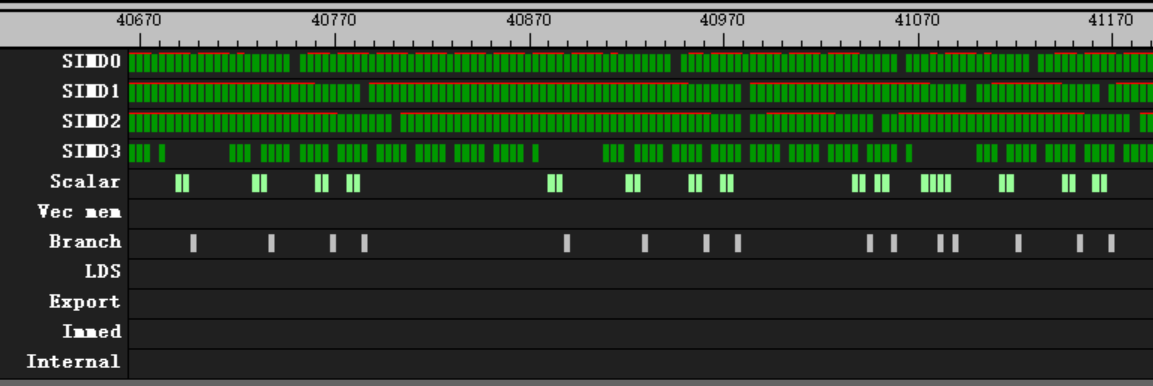 40670 40770 40870 40970 41070 41170
SIMD0
SIMD1
SIMD2
SIMD3
Scalar
Vec mem
Branch
LDS
Export
Immed
Internal